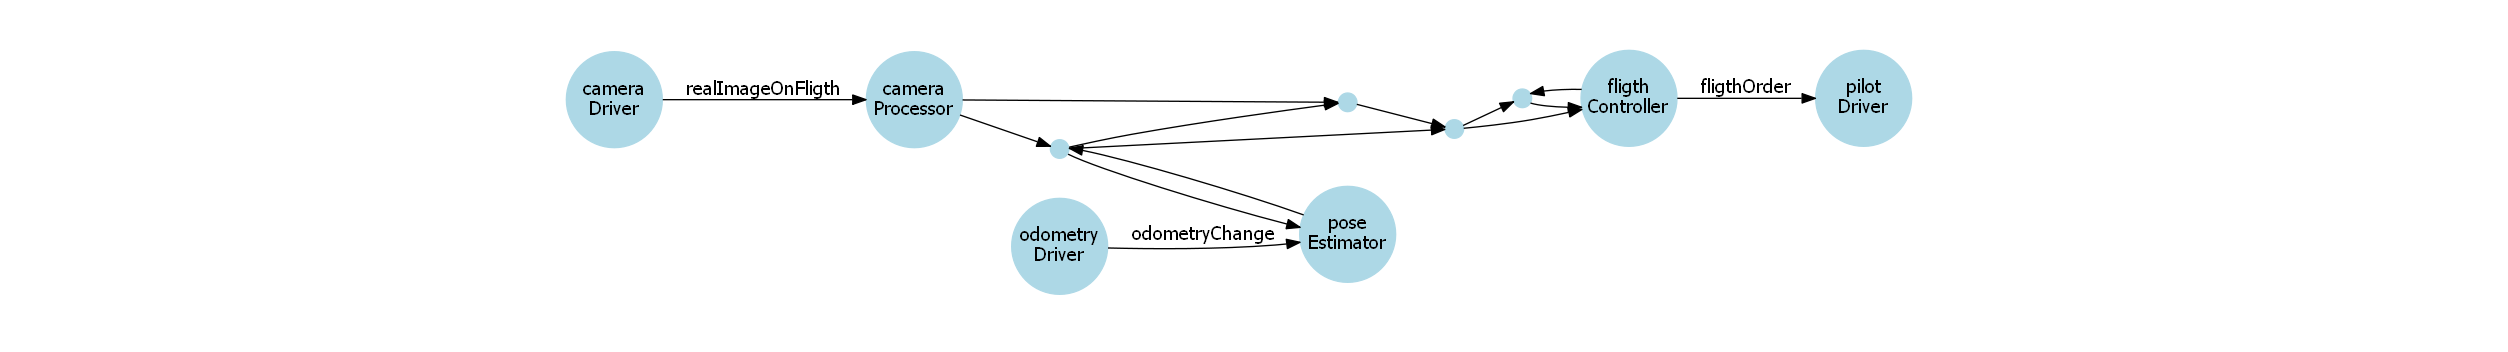 camera
Driver
realImageOnFligth
camera
Processor
fligth
Controller
fligthOrder
pilot
Driver
odometry
Driver
odometryChange
pose
Estimator